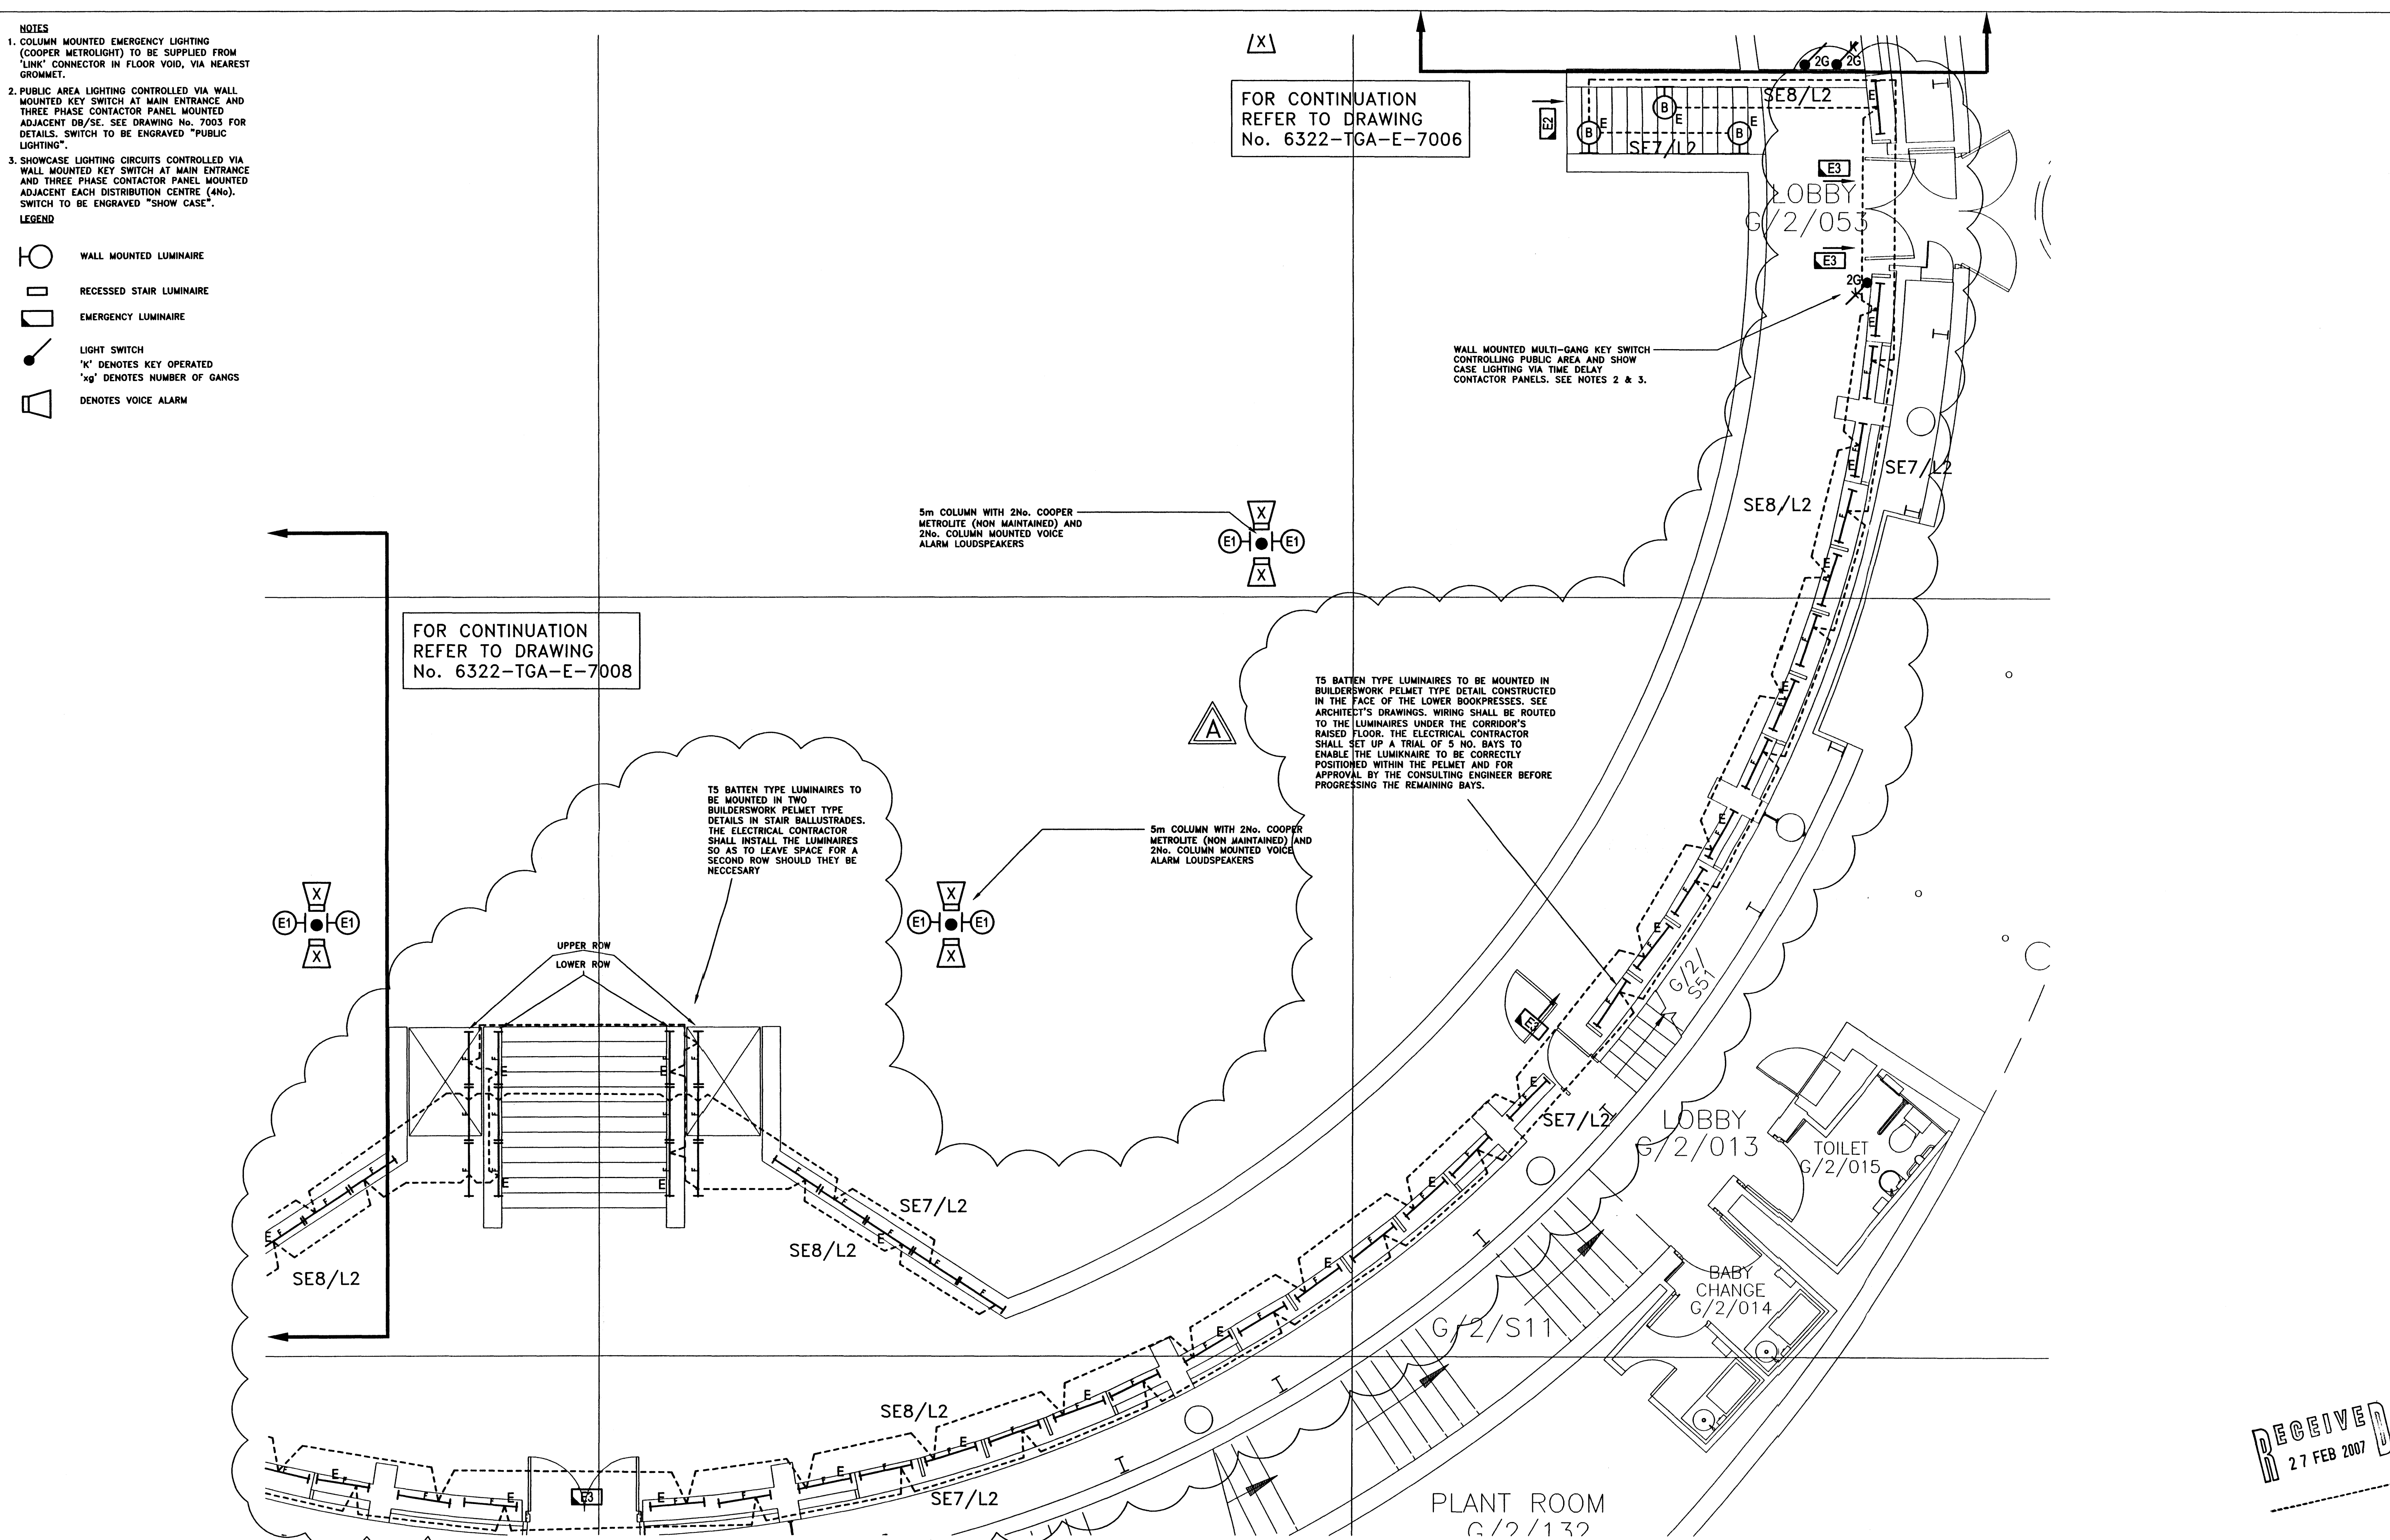 NOTES
1. COLUMN MOUNTED EMERGENCY LIGHTING
(COOPER METROLIGHT) TO BE SUPPLIED FROM
'LINK' CONNECTOR IN FLOOR VOID, VIA NEAREST
GROMMET.
2. PUBLIC AREA LIGHTING CONTROLLED VIA WALL
MOUNTED KEY SWITCH AT MAIN ENTRANCE AND
THREE PHASE CONTACTOR PANEL MOUNTED
ADJACENT DB/SE. SEE DRAWING No. 7003 FOR
DETAILS. SWITCH TO BE ENGRAVED "PUBLIC
LIGHTING".
3. SHOWCASE LIGHTING CIRCUITS CONTROLLED VIA
WALL MOUNTED KEY SWITCH AT MAIN ENTRANCE
AND THREE PHASE CONTACTOR PANEL MOUNTED
ADJACENT EACH DISTRIBUTION CENTRE (4No).
SWITCH TO BE ENGRAVED "SHOW CASE".
LEGEND
WALL MOUNTED LUMINAIRE
RECESSED STAIR LUMINAIRE
EMERGENCY LUMINAIRE
LIGHT SWITCH
'K' DENOTES KEY OPERATED
'xg' DENOTES NUMBER OF GANGS
DENOTES VOICE ALARM
X
FOR CONTINUATION
REFER TO DRAWING
No. 6322-TGA-E-7006
K
2G 2G
SE8/L2
E
E2
B E
B E
B E
SE7/L2
E3
LOBBY
G/2/053
E3
2G
E
WALL MOUNTED MULTI-GANG KEY SWITCH
CONTROLLING PUBLIC AREA AND SHOW
CASE LIGHTING VIA TIME DELAY
CONTACTOR PANELS. SEE NOTES 2 & 3.
SE7/L2
SE8/L2
5m COLUMN WITH 2No. COOPER
METROLITE (NON MAINTAINED) AND
2No. COLUMN MOUNTED VOICE
ALARM LOUDSPEAKERS
X
E1 E1
X
FOR CONTINUATION
REFER TO DRAWING
No. 6322-TGA-E-7008
A
T5 BATTEN TYPE LUMINAIRES TO BE MOUNTED IN
BUILDERSWORK PELMET TYPE DETAIL CONSTRUCTED
IN THE FACE OF THE LOWER BOOKPRESSES. SEE
ARCHITECT'S DRAWINGS. WIRING SHALL BE ROUTED
TO THE LUMINAIRES UNDER THE CORRIDOR'S
RAISED FLOOR. THE ELECTRICAL CONTRACTOR
SHALL SET UP A TRIAL OF 5 NO. BAYS TO
ENABLE THE LUMIKNAIRE TO BE CORRECTLY
POSITIONED WITHIN THE PELMET AND FOR
APPROVAL BY THE CONSULTING ENGINEER BEFORE
PROGRESSING THE REMAINING BAYS.
T5 BATTEN TYPE LUMINAIRES TO
BE MOUNTED IN TWO
BUILDERSWORK PELMET TYPE
DETAILS IN STAIR BALLUSTRADES.
THE ELECTRICAL CONTRACTOR
SHALL INSTALL THE LUMINAIRES
SO AS TO LEAVE SPACE FOR A
SECOND ROW SHOULD THEY BE
NECCESARY
5m COLUMN WITH 2No. COOPER
METROLITE (NON MAINTAINED) AND
2No. COLUMN MOUNTED VOICE
ALARM LOUDSPEAKERS
X
E1 E1
X
X
E1 E1
X
UPPER ROW
LOWER ROW
G/2/
S51
E3
SE7/L2
LOBBY
G/2/013
TOILET
G/2/015
SE7/L2
SE8/L2
SE8/L2
BABY
CHANGE
G/2/014
G/2/S11
SE8/L2
SE7/L2
E3
PLANT ROOM
G/2/132
RECEIVED
27 FEB 2007